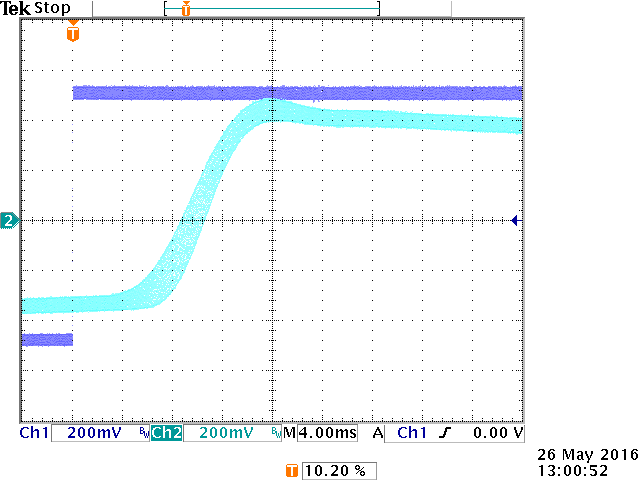 Tek Stop
T
T
2
Ch1 200mV BW Ch2 200mV BW M 4.00ms A Ch1 0.00 V
T 10.20 %
26 May 2016
13:00:52